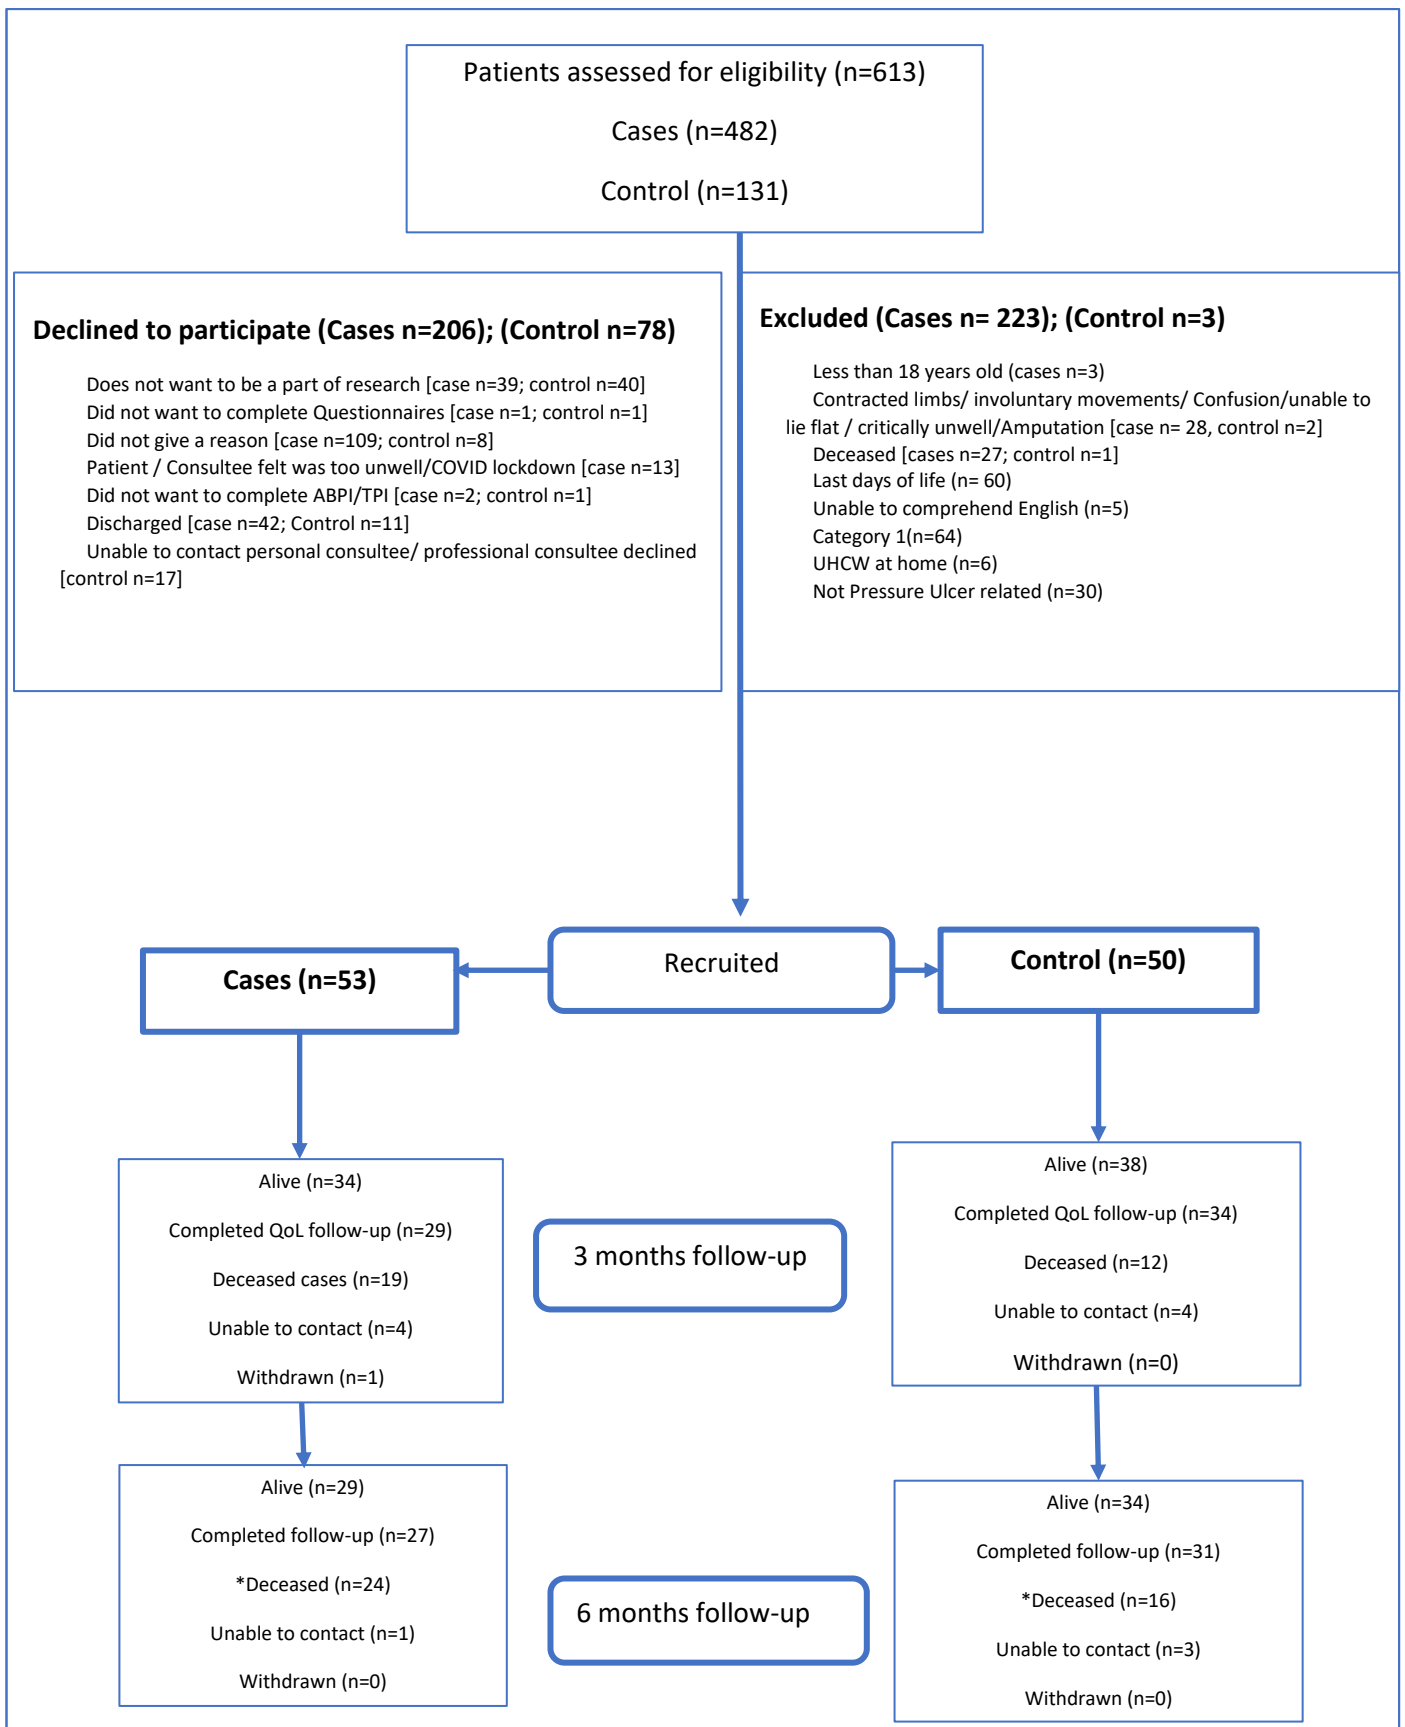 Patients assessed for eligibility (n=613)
Cases (n=482)
Control (n=131)
Declined to participate (Cases n=206); (Control n=78)
Does not want to be a part of research [case n=39; control n=40]
Did not want to complete Questionnaires [case n=1; control n=1]
Did not give a reason [case n=109; control n=8]
Patient / Consultee felt was too unwell/COVID lockdown [case n=13]
Did not want to complete ABPI/TPI [case n=2; control n=1]
Discharged [case n=42; Control n=11]
Unable to contact personal consultee/ professional consultee declined
[control n=17]
Excluded (Cases n= 223); (Control n=3)
Less than 18 years old (cases n=3)
Contracted limbs/ involuntary movements/ Confusion/unable to
lie flat / critically unwell/Amputation [case n= 28, control n=2]
Deceased [cases n=27; control n=1]
Last days of life (n= 60)
Unable to comprehend English (n=5)
Category 1(n=64)
UHCW at home (n=6)
Not Pressure Ulcer related (n=30)
Recruited
Cases (n=53)
Control (n=50)
Alive (n=34)
Completed QoL follow-up (n=29)
Deceased cases (n=19)
Unable to contact (n=4)
Withdrawn (n=1)
3 months follow-up
Alive (n=38)
Completed QoL follow-up (n=34)
Deceased (n=12)
Unable to contact (n=4)
Withdrawn (n=0)
Alive (n=29)
Completed follow-up (n=27)
*Deceased (n=24)
Unable to contact (n=1)
Withdrawn (n=0)
6 months follow-up
Alive (n=34)
Completed follow-up (n=31)
*Deceased (n=16)
Unable to contact (n=3)
Withdrawn (n=0)